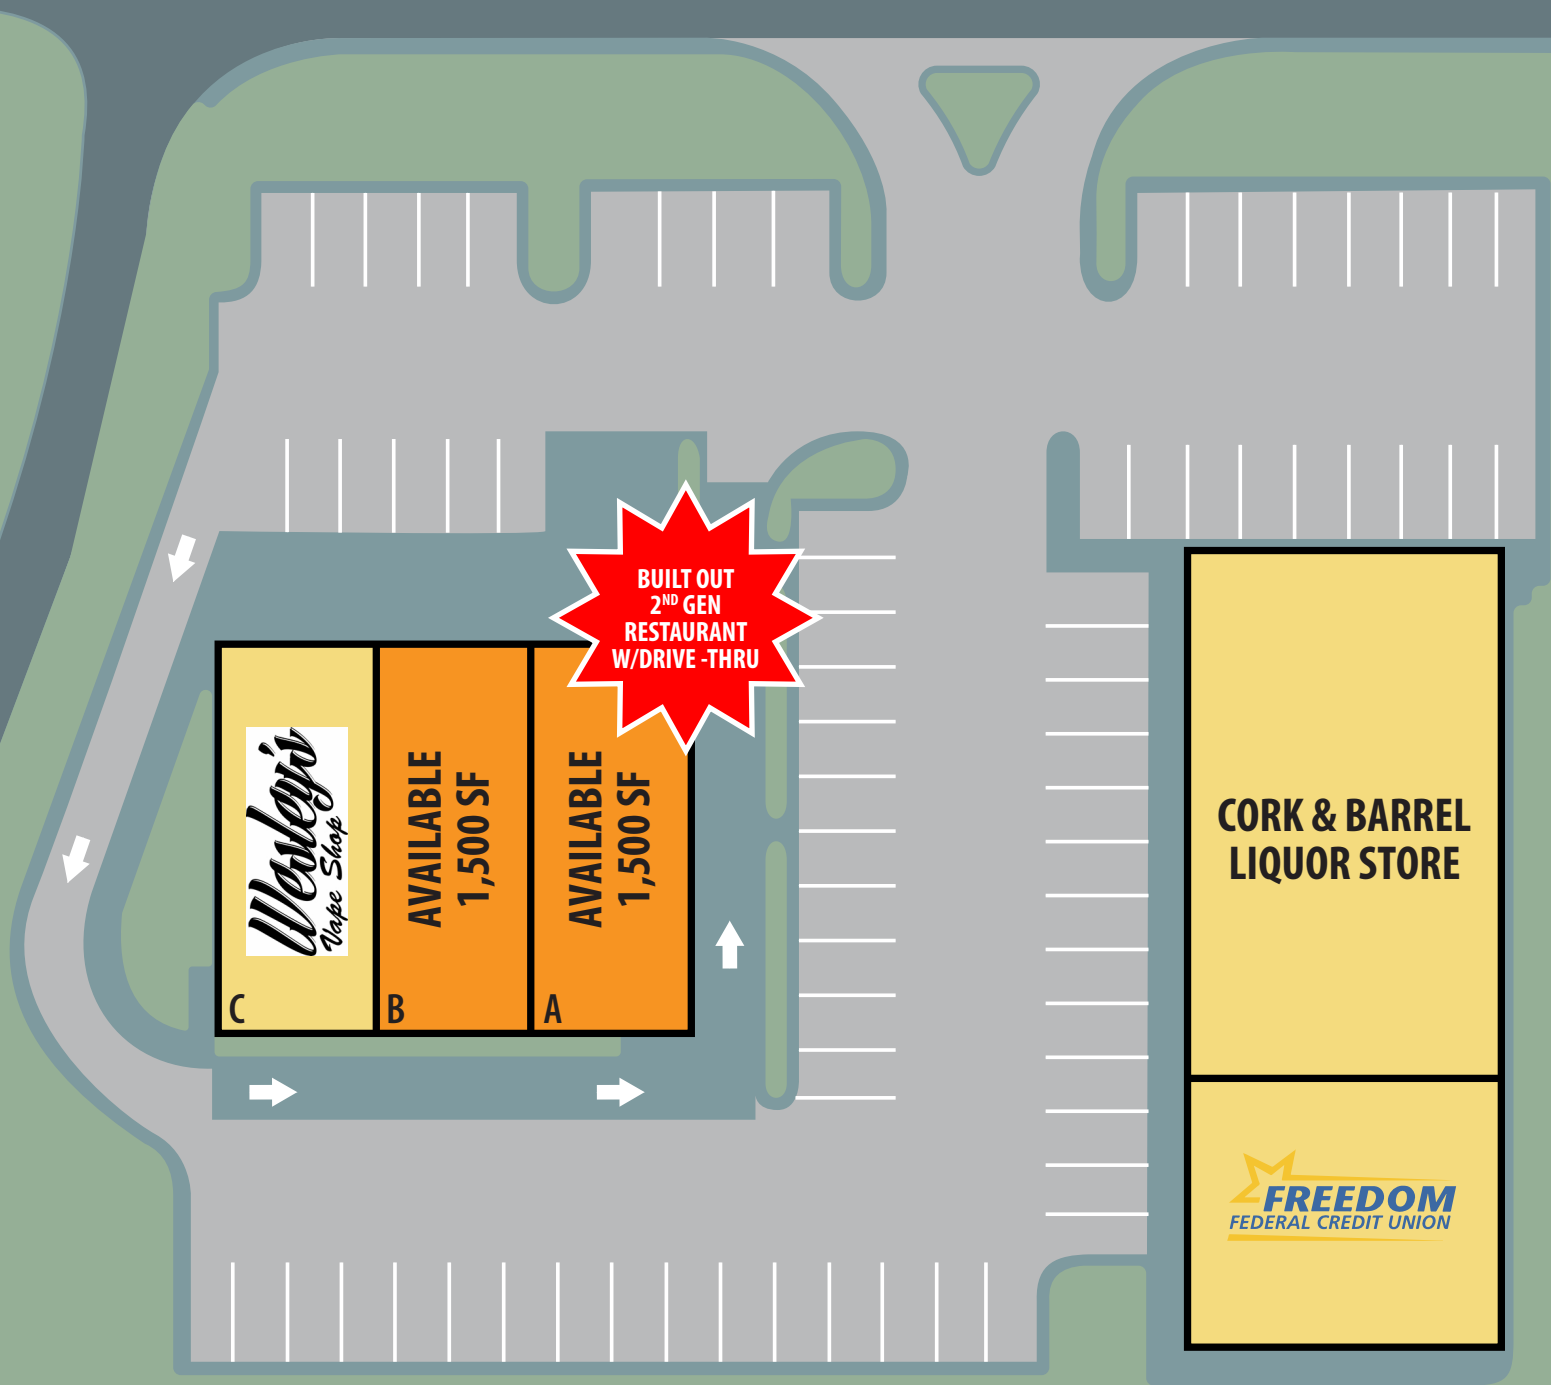 BUILT OUT
2ND GEN
RESTAURANT
W/DRIVE -THRU
Wesley's
Vape Shop
C
AVAILABLE
1,500 SF
B
AVAILABLE
1,500 SF
A
CORK & BARREL
LIQUOR STORE
FREEDOM
FEDERAL CREDIT UNION